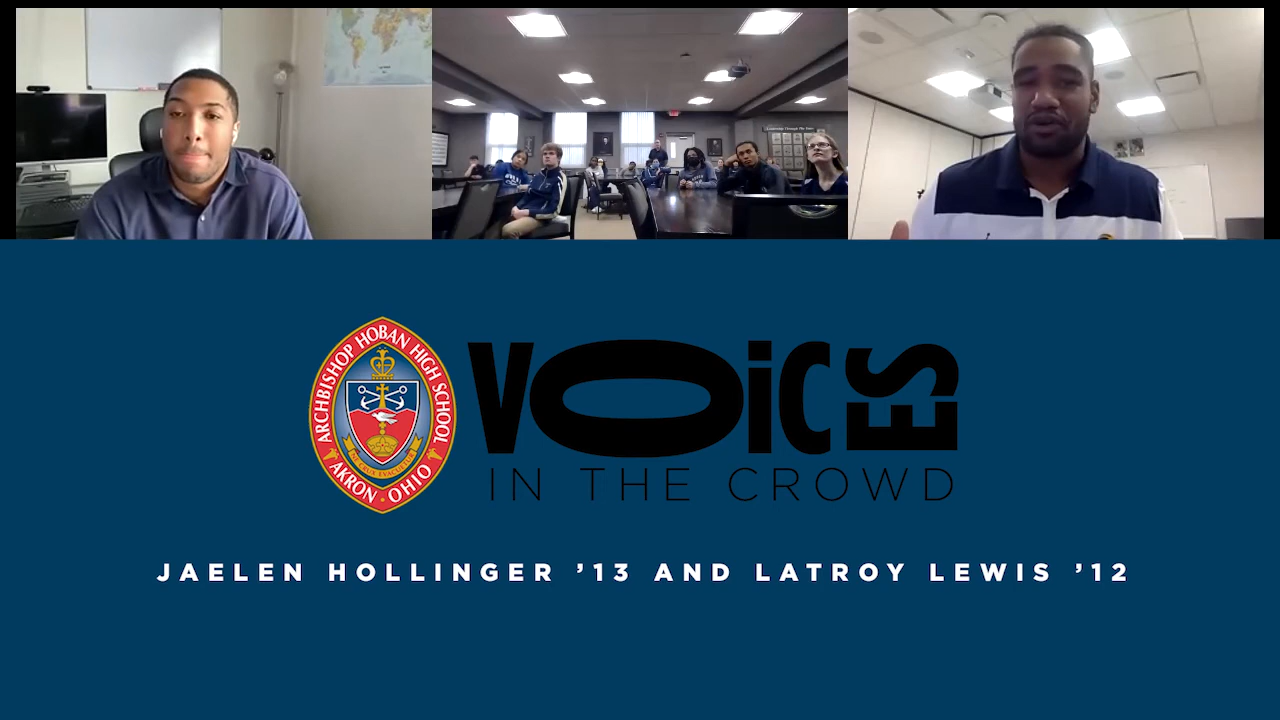 ARCHBISHOP HOBAN HIGH SCHOOL
AKRON • OHIO
VOICES
IN THE CROWD
JAELEN HOLLINGER ’13 AND LATROY LEWIS ’12